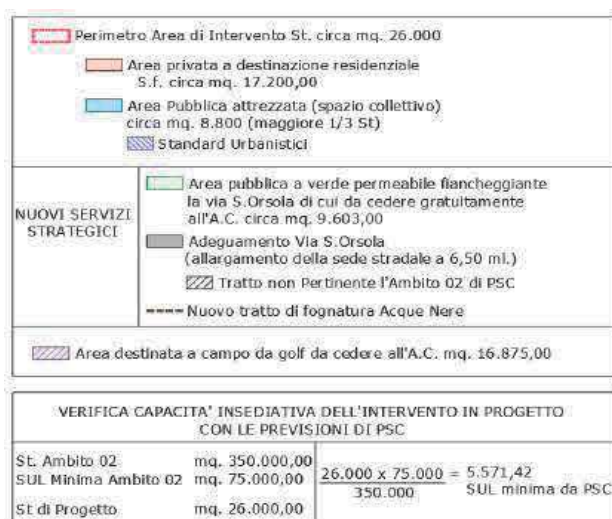 Perimetro Area di Intervento St. circa mq. 26.000
Area privata a destinazione residenziale
S.f. circa mq. 17.200,00
Area Pubblica attrezzata (spazio collettivo)
circa mq. 8.800 (maggiore 1/3 St)
Standard Urbanistici
NUOVI SERVIZI
STRATEGICI
Area pubblica a verde permeabile fiancheggiante
la via S.Orsola di cui da cedere gratuitamente
all'A.C. circa mq. 9.603,00
Adeguamento Via S.Orsola
(allargamento della sede stradale a 6,50 ml.)
Tratto non Pertinente l'Ambito 02 di PSC
Nuovo tratto di fognatura Acque Nere
Area destinata a campo da golf da cedere all'A.C. mq. 16.875,00
VERIFICA CAPACITA' INSEDIATIVA DELL'INTERVENTO IN PROGETTO
CON LE PREVISIONI DI PSC
St. Ambito 02 mq. 350.000,00
SUL Minima Ambito 02 mq. 75.000,00
St di Progetto mq. 26.000,00
26.000 x 75.000 = 5.571,42
350.000 SUL minima da PSC